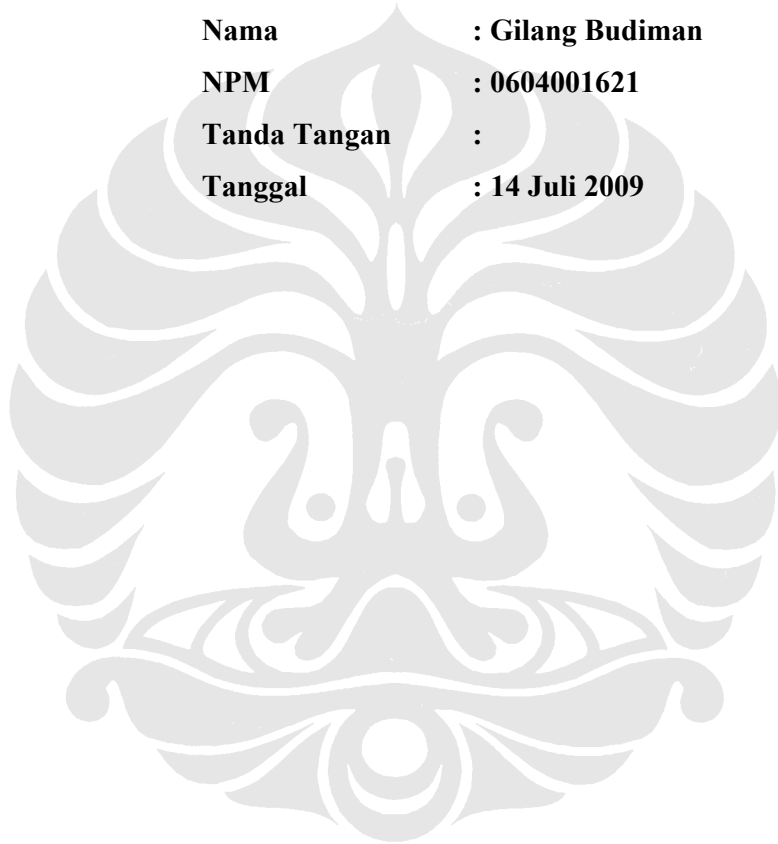 Nama : Gilang Budiman
NPM : 0604001621
Tanda Tangan :
Tanggal : 14 Juli 2009